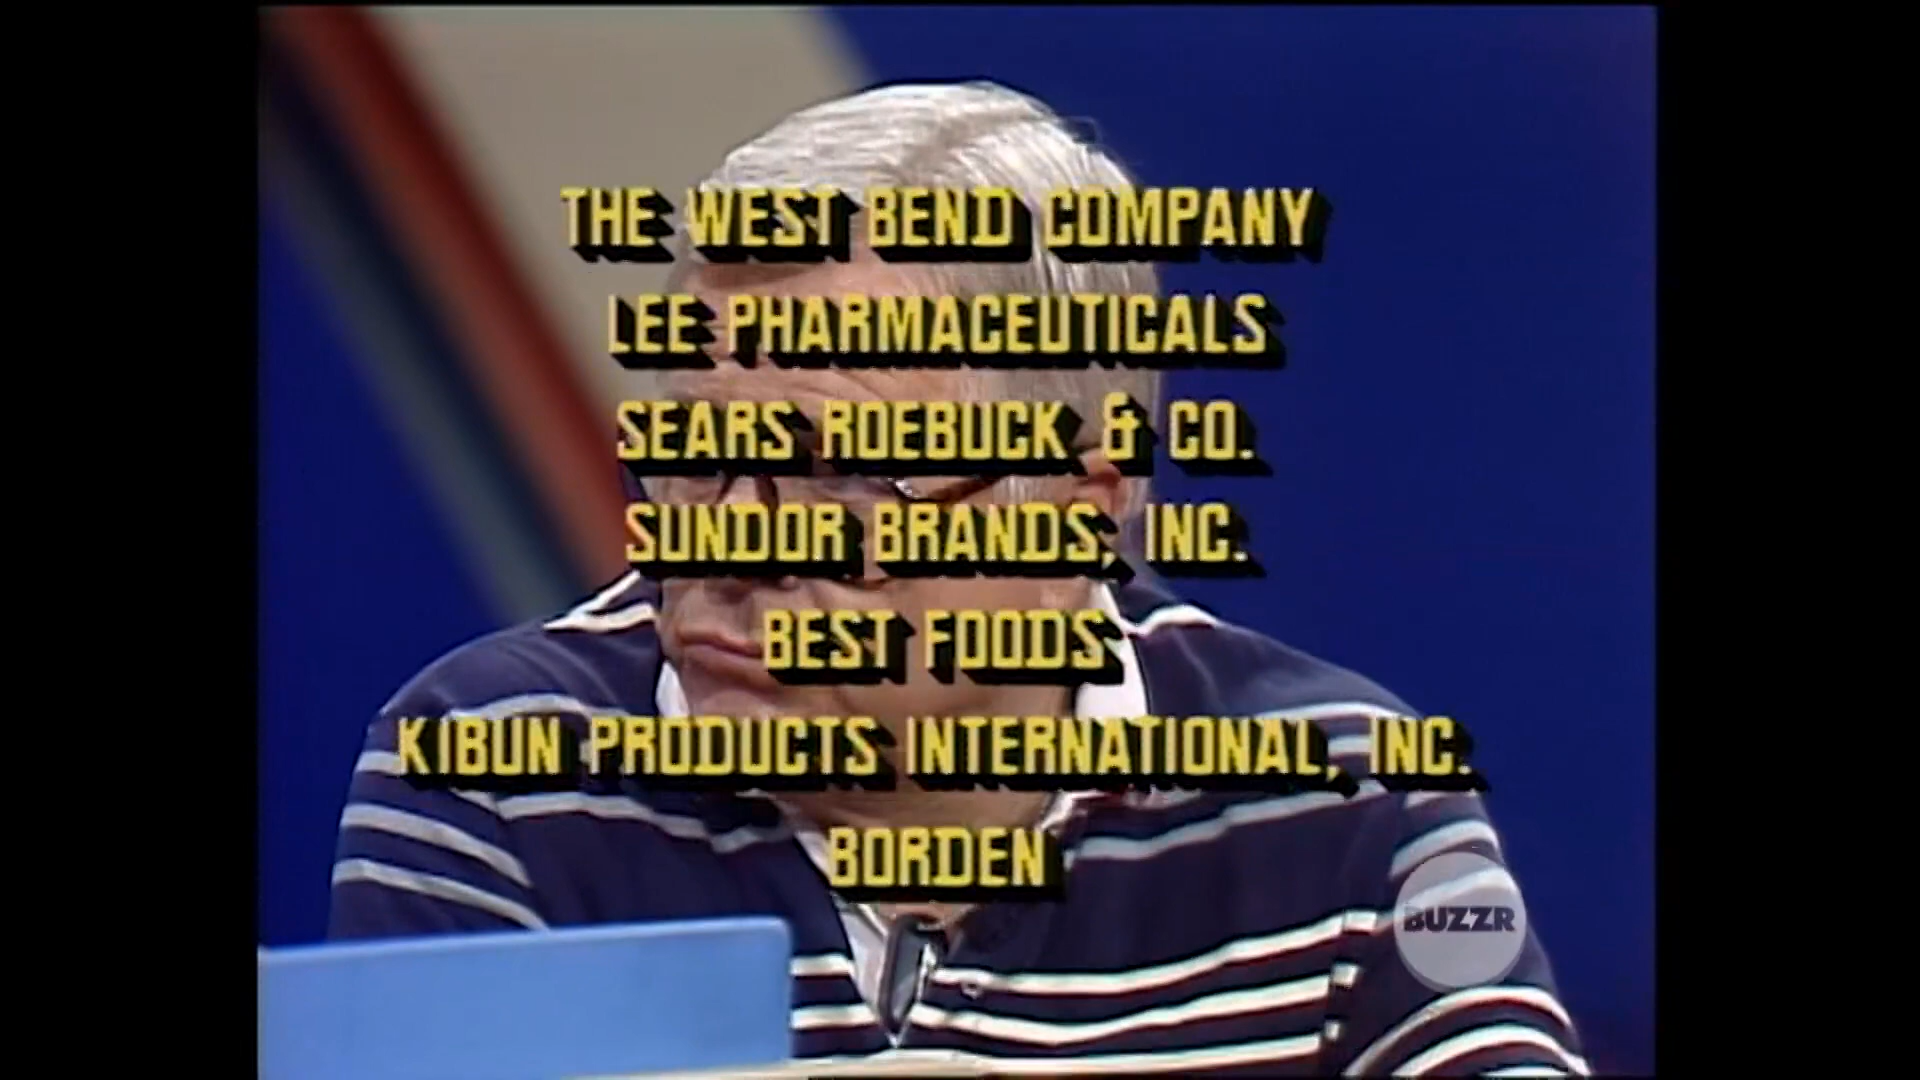 THE WEST BEND COMPANY
LEE PHARMACEUTICALS
SEARS ROEBUCK & CO.
SUNDOR BRANDS, INC.
BEST FOODS
KIBUN PRODUCTS INTERNATIONAL, INC.
BORDEN
BUZZR